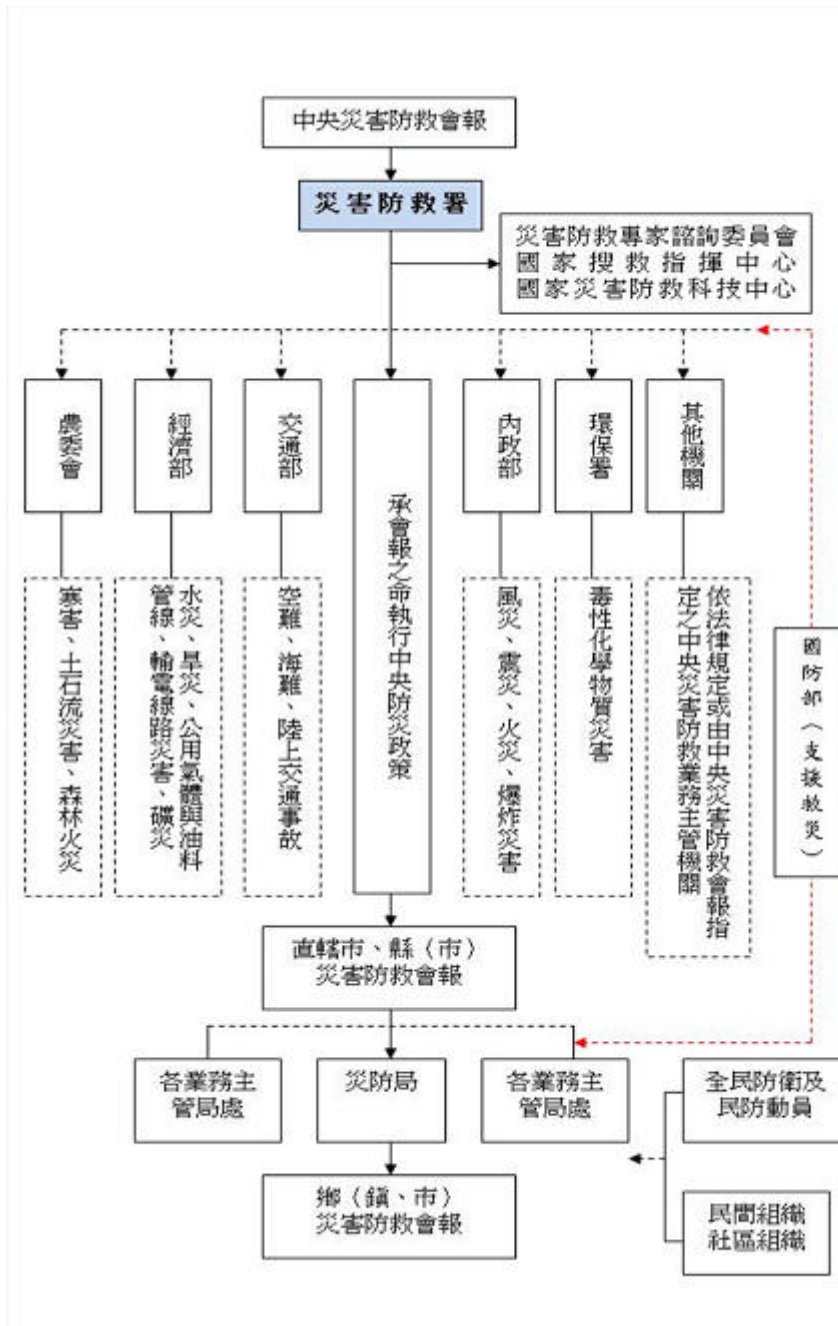 中央災害防救會報
災害防救署
災害防救專家諮詢委員會
國家搜救指揮中心
國家災害防救科技中心
農委會
經濟部
交通部
承會報之命執行中央防災政策
內政部
環保署
其他機關
寒害、土石流災害、森林火災
水災、旱災、公用氣體與油料
管線、輸電線路災害、礦災
空難、海難、陸上交通事故
風災、震災、火災、爆炸災害
毒性化學物質災害
依法律規定或由中央災害防救會報指
定之中央災害防救業務主管機關
國防部（支援救災）
直轄市、縣（市）
災害防救會報
各業務主
管局處
災防局
各業務主
管局處
全民防衛及
民防動員
鄉（鎮、市）
災害防救會報
民間組織
社區組織